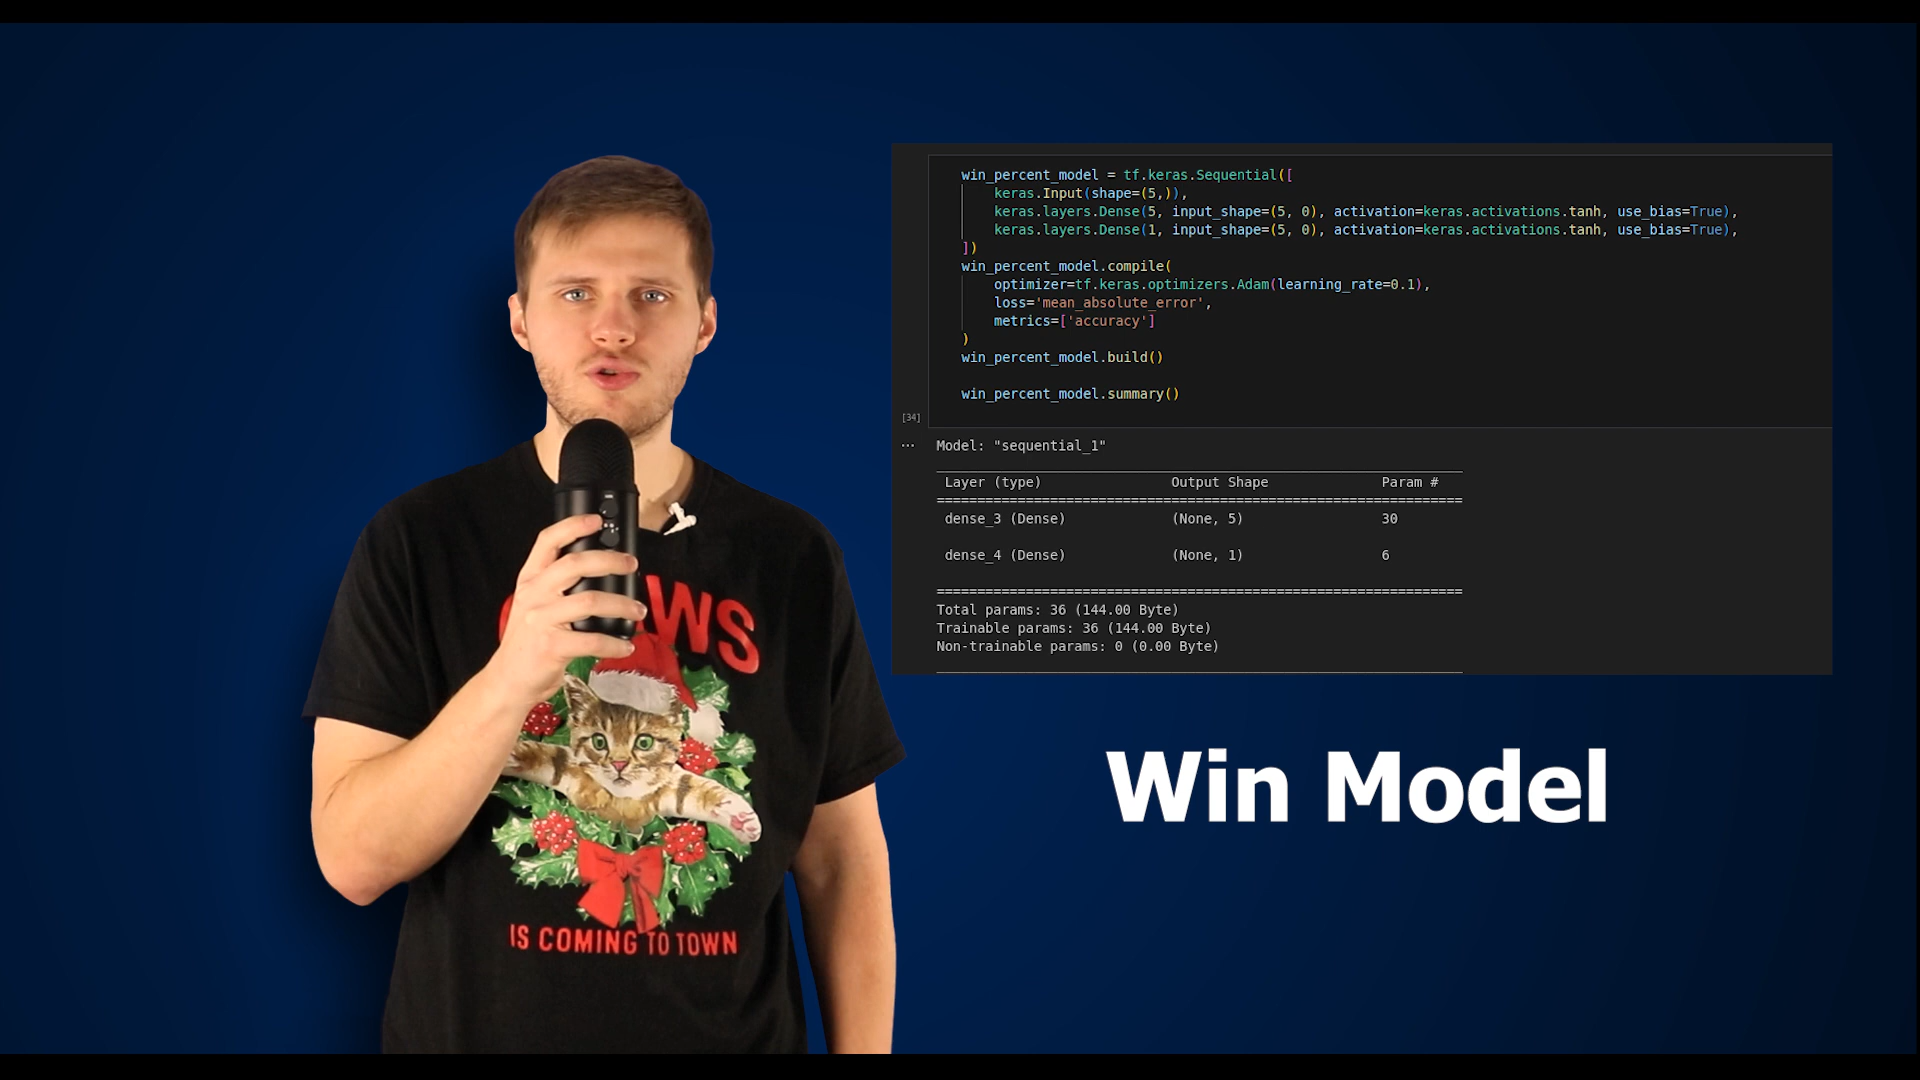 win_percent_model = tf.keras.Sequential([
    keras.Input(shape=(5,)),
    keras.layers.Dense(5, input_shape=(5, 0), activation=keras.activations.tanh, use_bias=True),
    keras.layers.Dense(1, input_shape=(5, 0), activation=keras.activations.tanh, use_bias=True),
])
win_percent_model.compile(
    optimizer=tf.keras.optimizers.Adam(learning_rate=0.1),
    loss='mean_absolute_error',
    metrics=['accuracy']
)
win_percent_model.build()
win_percent_model.summary()
[34]
... Model: "sequential_1"
Layer (type) Output Shape Param #
=================================================================
dense_3 (Dense) (None, 5) 30
dense_4 (Dense) (None, 1) 6
=================================================================
Total params: 36 (144.00 Byte)
Trainable params: 36 (144.00 Byte)
Non-trainable params: 0 (0.00 Byte)
Win Model
IS COMING TO TOWN